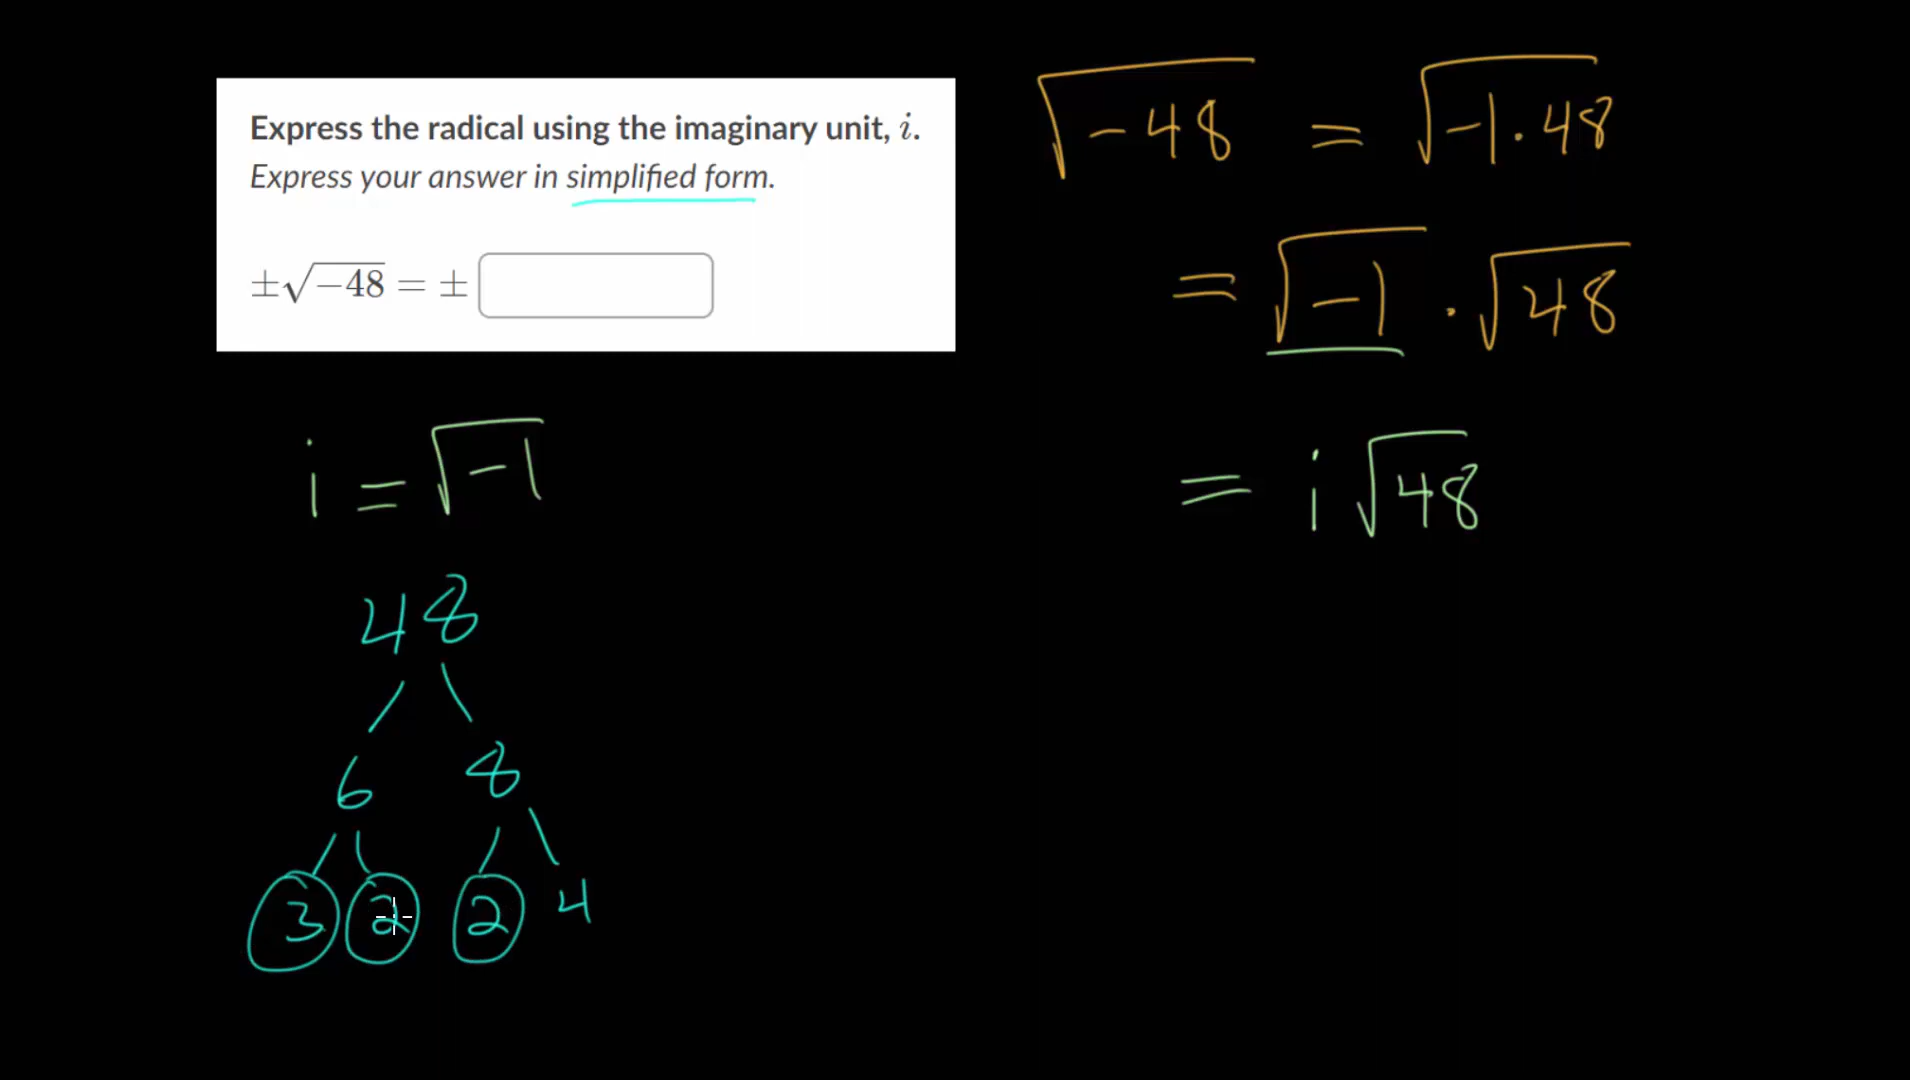 Express the radical using the imaginary unit, i.
Express your answer in simplified form.
±√−48 = ±
√−48 = √−1·48
= √−1 · √48
= i√48
i = √−1
48
6 8
3 2 2 4